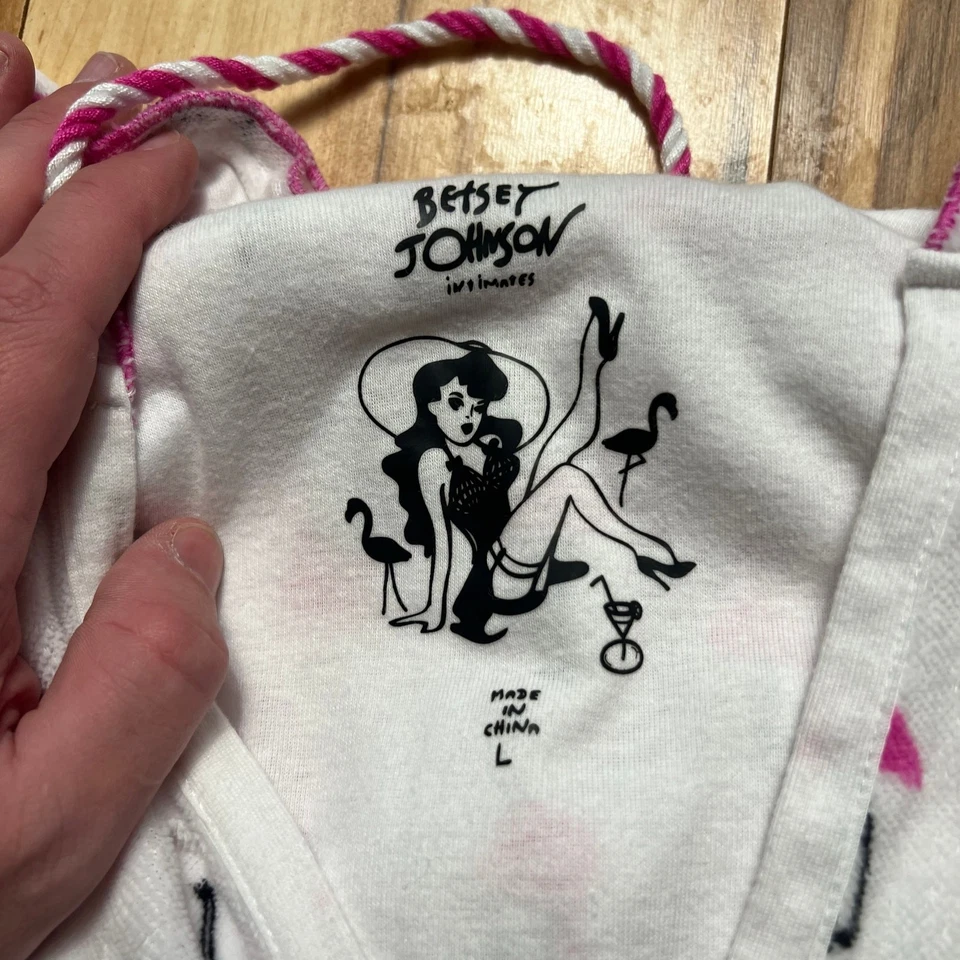 BETSEY
JOHNSON
intimates
MADE
IN
CHINA
L